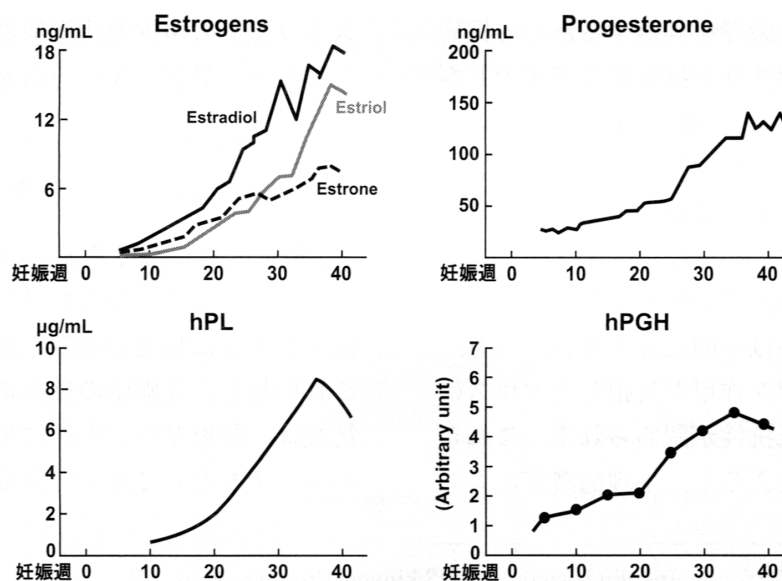 Estrogens
ng/mL
18
12
6
Estradiol
Estriol
Estrone
妊娠週 0 10 20 30 40
Progesterone
ng/mL
200
150
100
50
妊娠週 0 10 20 30 40
hPL
μg/mL
10
8
6
4
2
0
妊娠週 0 10 20 30 40
hPGH
(Arbitrary unit)
7
6
5
4
3
2
1
0
妊娠週 0 10 20 30 40